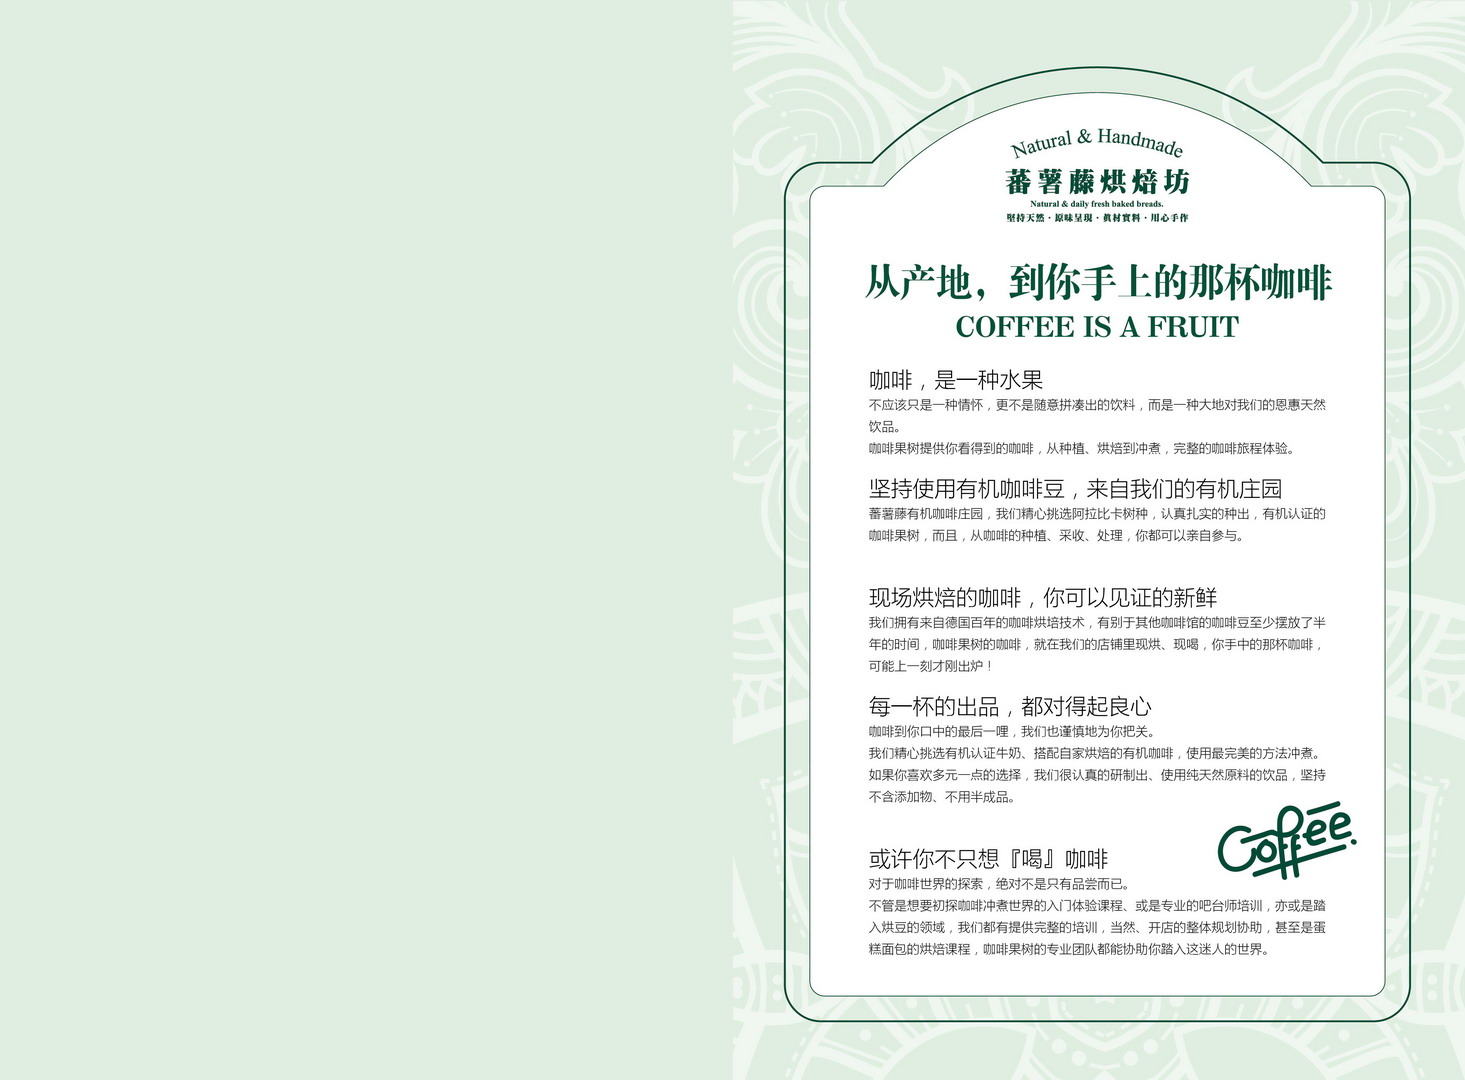 Natural & Handmade
蕃薯藤烘焙坊
Natural & daily fresh baked breads.
堅持天然·原味呈現·真材實料·用心手作
从产地，到你手上的那杯咖啡
COFFEE IS A FRUIT
咖啡，是一种水果
不应该只是一种情怀，更不是随意拼凑出的饮料，而是一种大地对我们的恩惠天然
饮品。
咖啡果树提供你看得到的咖啡，从种植、烘焙到冲煮，完整的咖啡旅程体验。
坚持使用有机咖啡豆，来自我们的有机庄园
蕃薯藤有机咖啡庄园，我们精心挑选阿拉比卡树种，认真扎实的种出，有机认证的
咖啡果树，而且，从咖啡的种植、采收、处理，你都可以亲自参与。
现场烘焙的咖啡，你可以见证的新鲜
我们拥有来自德国百年的咖啡烘培技术，有别于其他咖啡馆的咖啡豆至少摆放了半
年的时间，咖啡果树的咖啡，就在我们的店铺里现烘、现喝，你手中的那杯咖啡，
可能上一刻才刚出炉！
每一杯的出品，都对得起良心
咖啡到你口中的最后一哩，我们也谨慎地为你把关。
我们精心挑选有机认证牛奶、搭配自家烘焙的有机咖啡，使用最完美的方法冲煮。
如果你喜欢多元一点的选择，我们很认真的研制出、使用纯天然原料的饮品，坚持
不含添加物、不用半成品。
Coffee.
或许你不只想『喝』咖啡
对于咖啡世界的探索，绝对不是只有品尝而已。
不管是想要初探咖啡冲煮世界的入门体验课程、或是专业的吧台师培训，亦或是踏
入烘豆的领域，我们都有提供完整的培训，当然、开店的整体规划协助，甚至是蛋
糕面包的烘焙课程，咖啡果树的专业团队都能协助你踏入这迷人的世界。